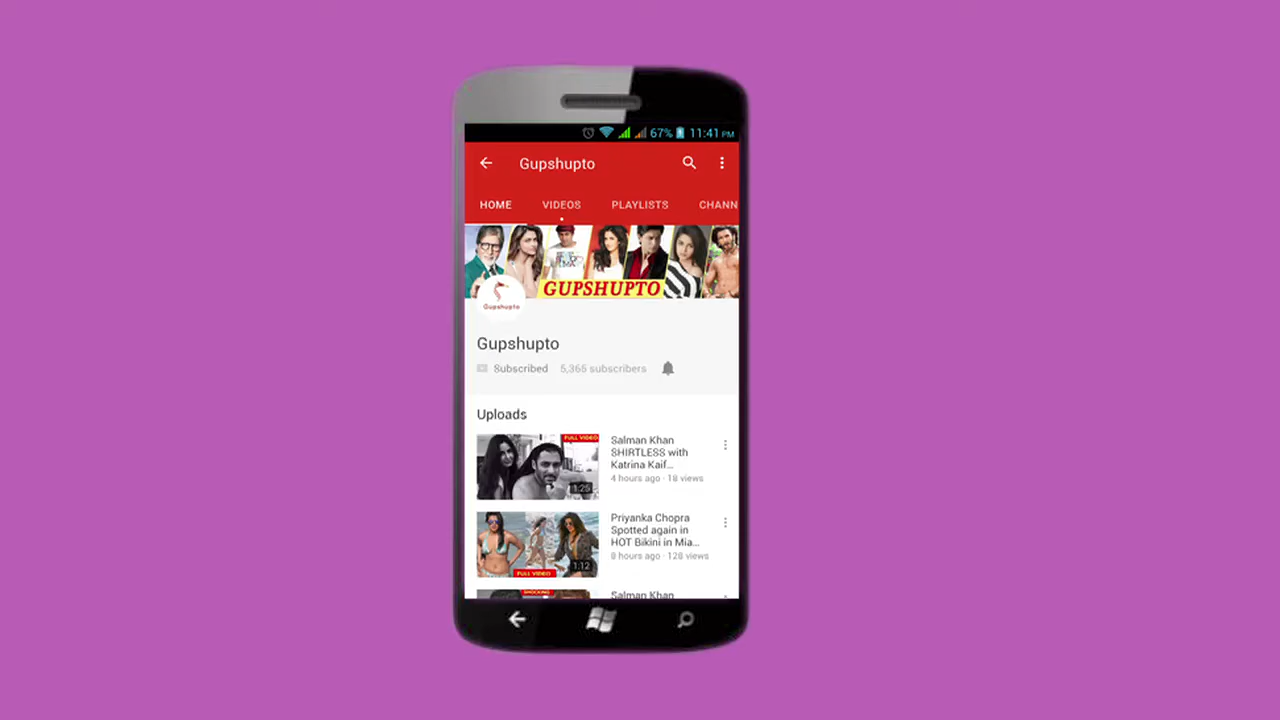 67% 11:41 PM
Gupshupto
HOME VIDEOS PLAYLISTS CHANN
GUPSHUPTO
Gupshupto
Gupshupto
Subscribed 5,365 subscribers
Uploads
FULL VIDEO
Salman Khan
SHIRTLESS with
Katrina Kaif...
4 hours ago · 18 views
1:25
Priyanka Chopra
Spotted again in
HOT Bikini in Mia...
8 hours ago · 128 views
1:12
FULL VIDEO
SHOCKING
Salman Khan